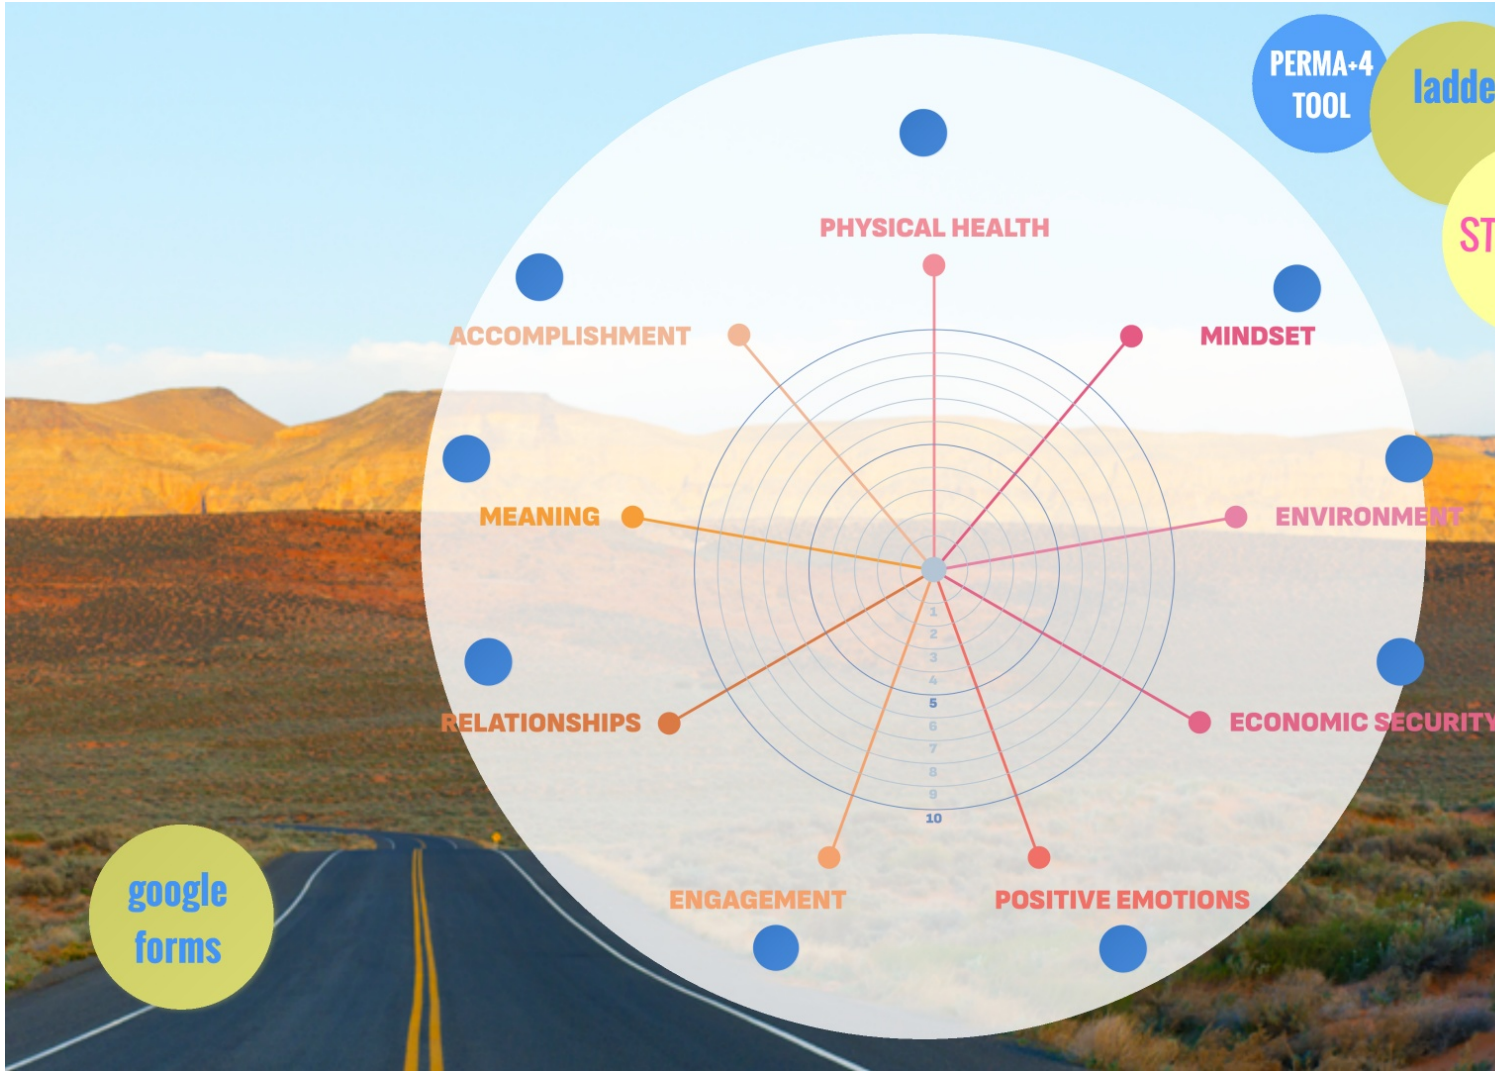 PERMA+4
TOOL
ladde
ST
PHYSICAL HEALTH
ACCOMPLISHMENT
MINDSET
MEANING
ENVIRONMENT
1
2
3
4
5
6
7
8
9
10
RELATIONSHIPS
ECONOMIC SECURITY
ENGAGEMENT
POSITIVE EMOTIONS
google
forms